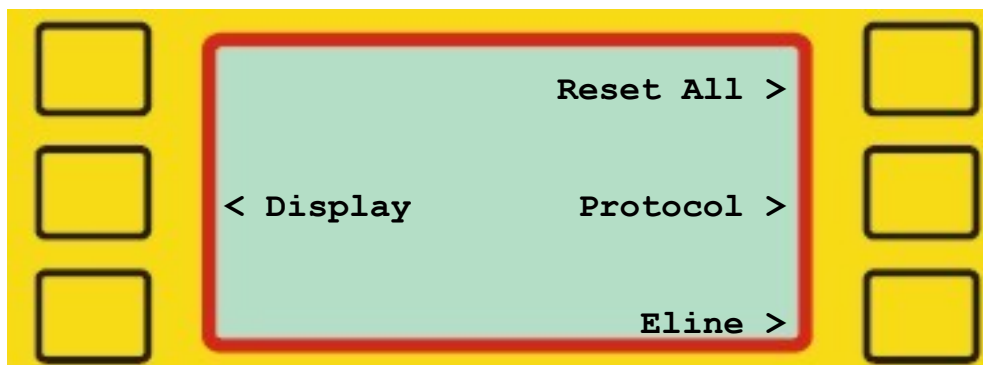 Reset All >
< Display Protocol >
Eline >